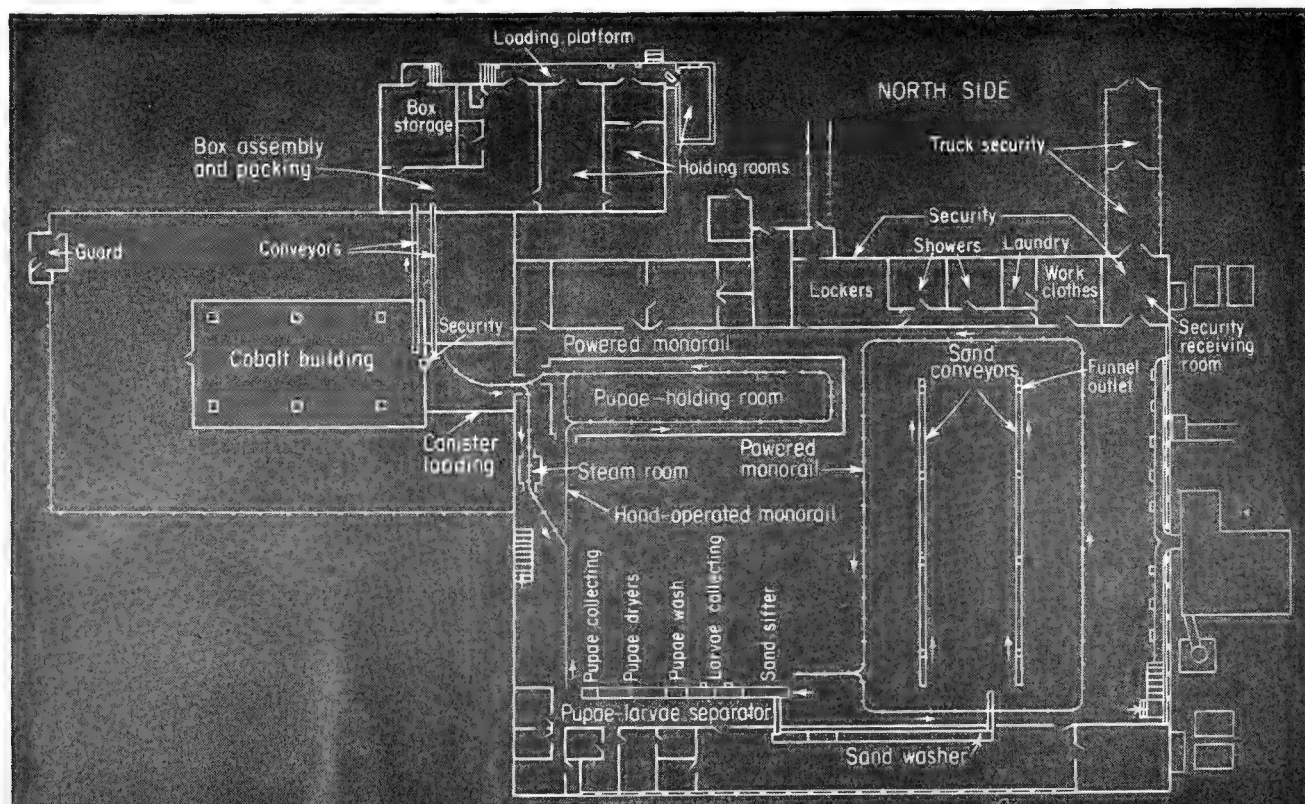 Loading platform
NORTH SIDE
Box
storage
Box assembly
and packing
Truck security
Holding rooms
Security
Showers
Laundry
Guard
Conveyors
Lockers
Work
clothes
Security
Security
receiving
room
Powered monorail
Sand
conveyors
Funnel
outlet
Cobalt building
Pupae-holding room
Canister
loading
Powered
monorail
Steam room
Hand-operated monorail
Pupae collecting
Pupae dryers
Pupae wash
Larvae collecting
Sand sifter
Pupae-larvae separator
Sand washer